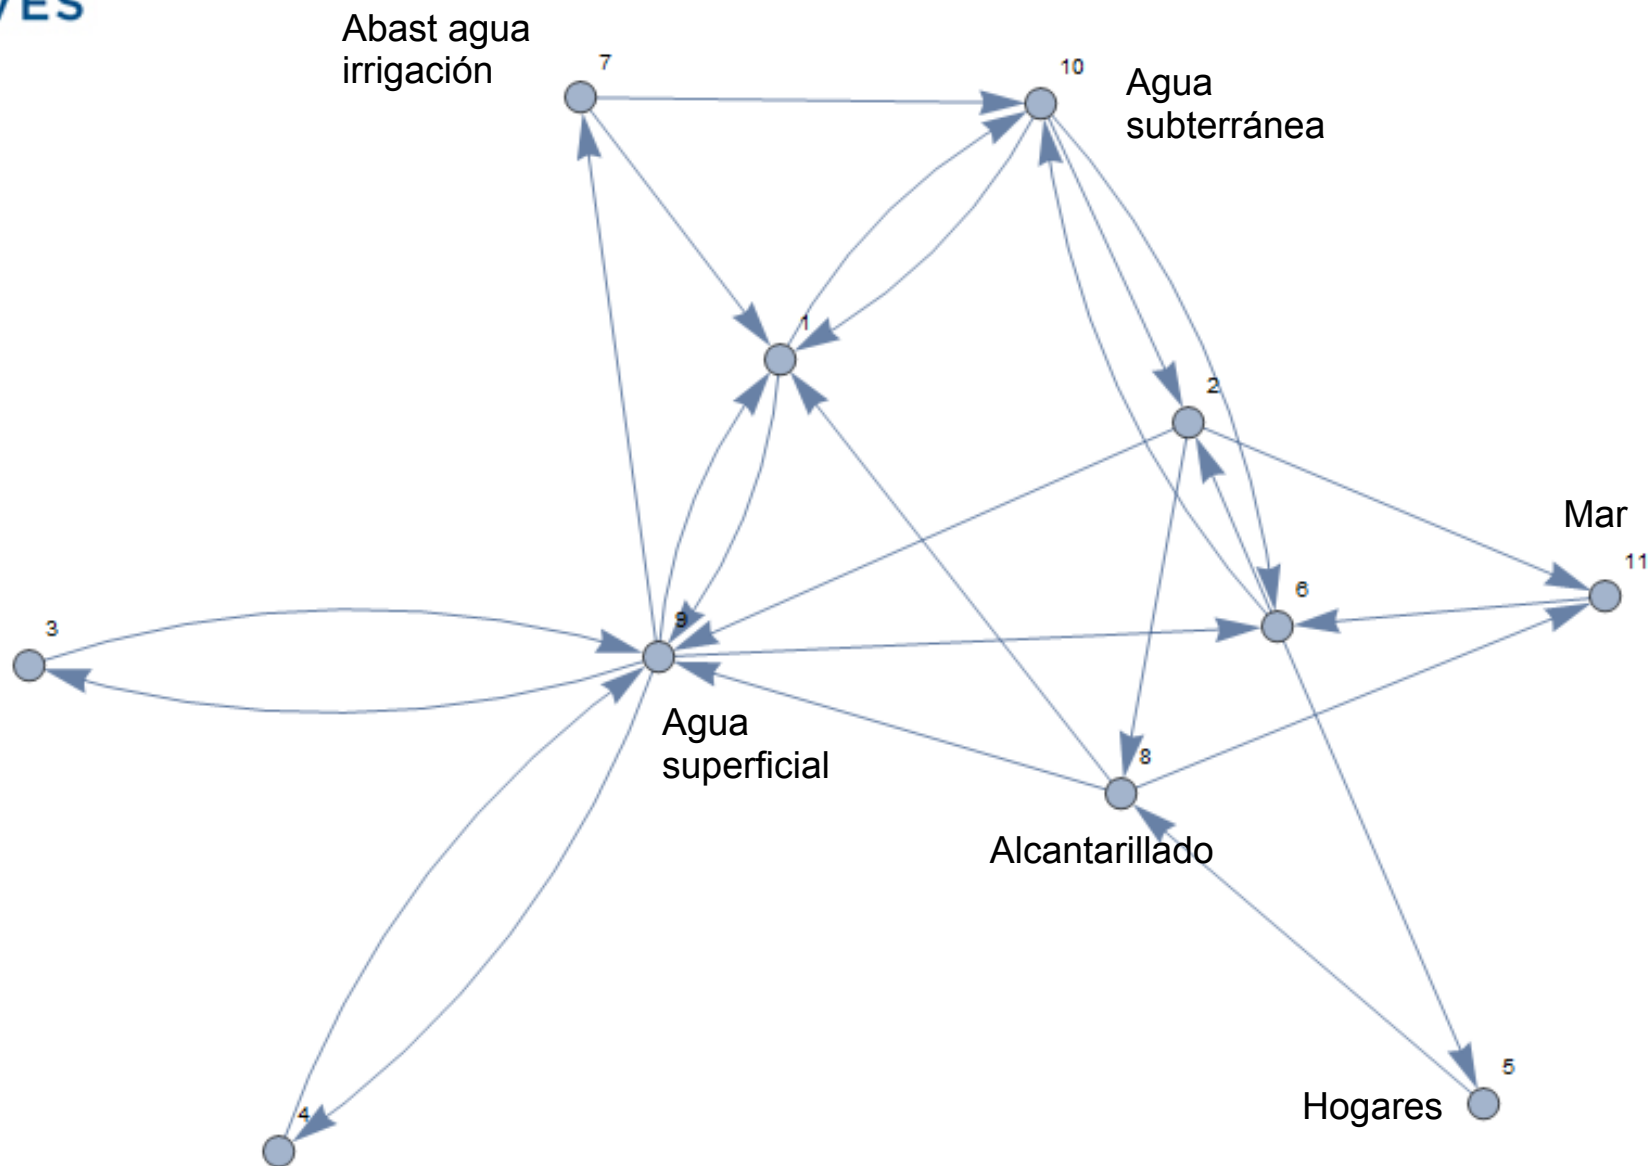 VES
Abast agua
irrigación
7
10
Agua
subterránea
1
2
Mar
11
6
3
9
Agua
superficial
8
Alcantarillado
5
Hogares
4